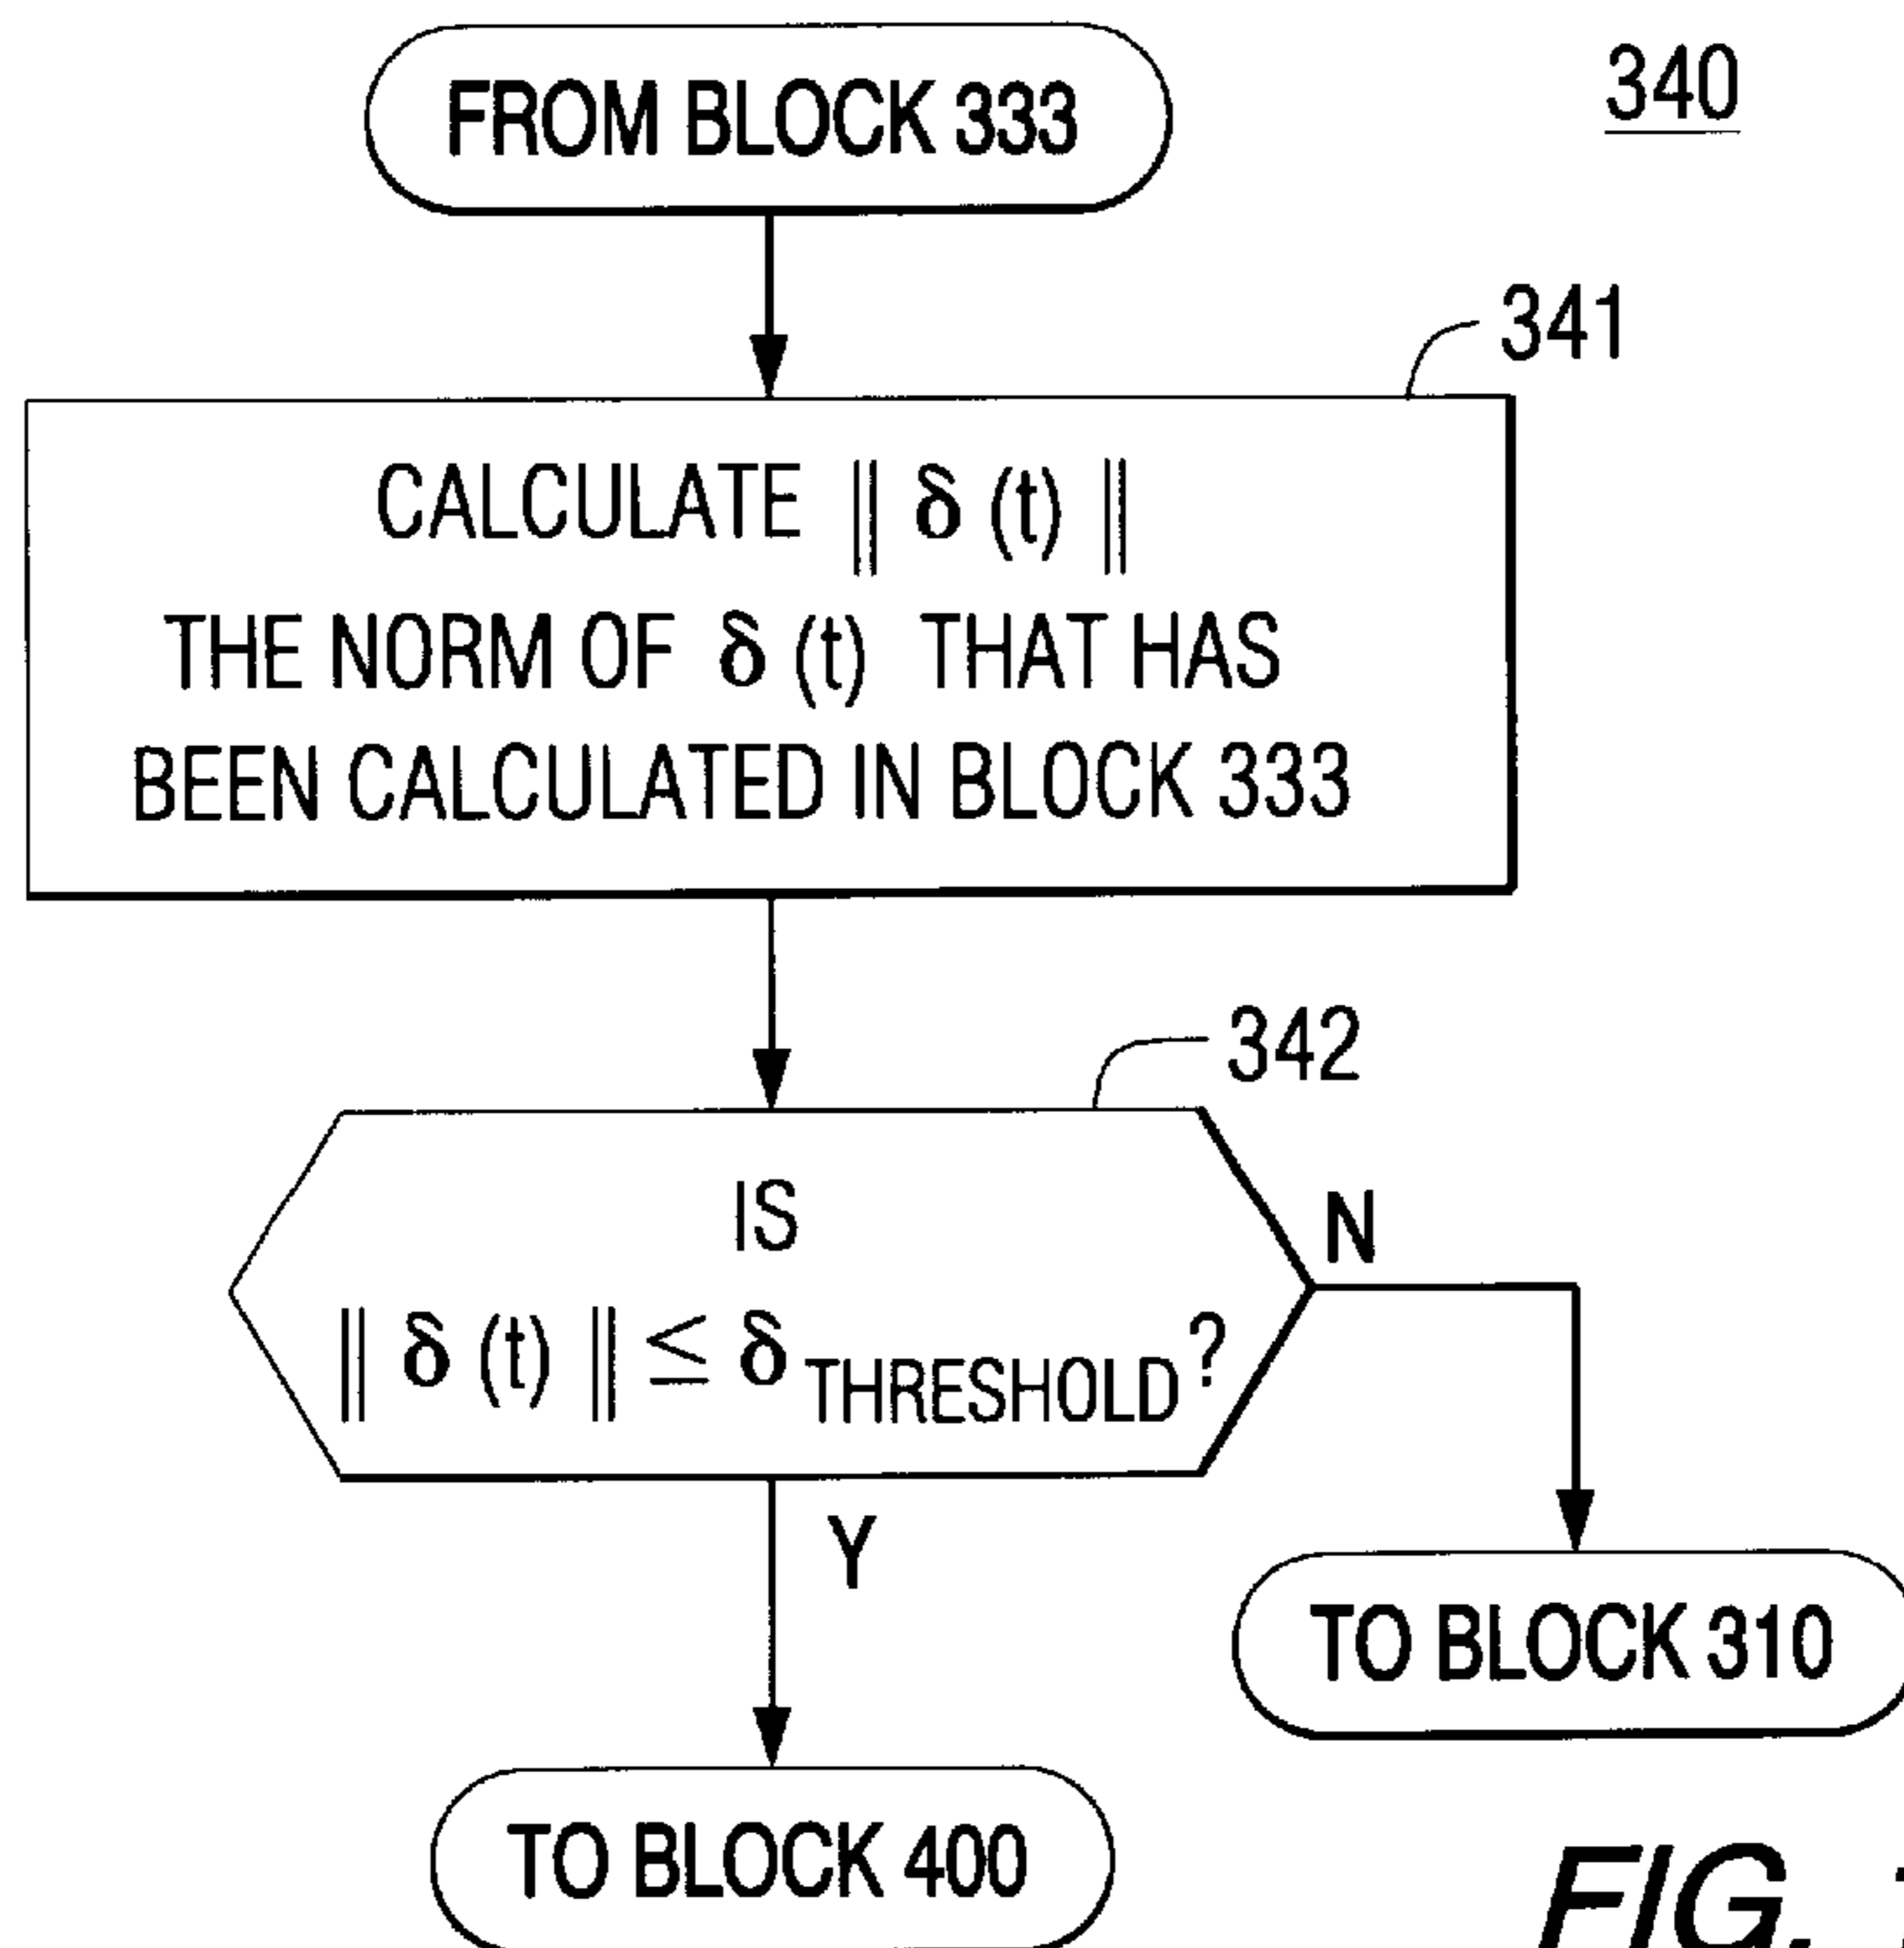 FROM BLOCK 333
340
341
CALCULATE || δ (t) ||
THE NORM OF δ (t) THAT HAS
BEEN CALCULATED IN BLOCK 333
342
IS
|| δ (t) || ≤ δ THRESHOLD?
N
Y
TO BLOCK 310
TO BLOCK 400
FIG.